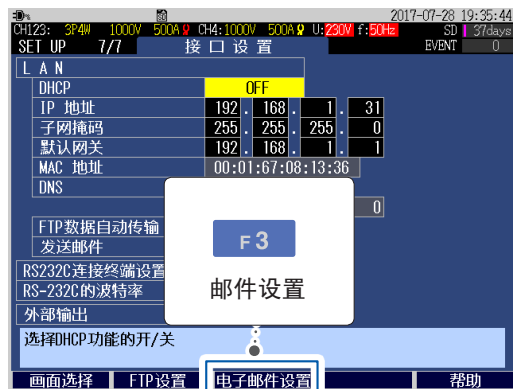 2017-07-28 19:35:44
CH123: 3P4W 1000V 500A CH4:1000V 500A U:230V f:50Hz SD 37days
SET UP 7/7 接口设置 EVENT 0
LAN
DHCP OFF
IP 地址 192. 168. 1. 31
子网掩码 255. 255. 255. 0
默认网关 192. 168. 1. 1
MAC 地址 00:01:67:08:13:36
DNS
0
FTP数据自动传输
发送邮件
F3
邮件设置
RS232C连接终端设置
RS-232C的波特率
外部输出
选择DHCP功能的开/关
画面选择 FTP设置 电子邮件设置 帮助